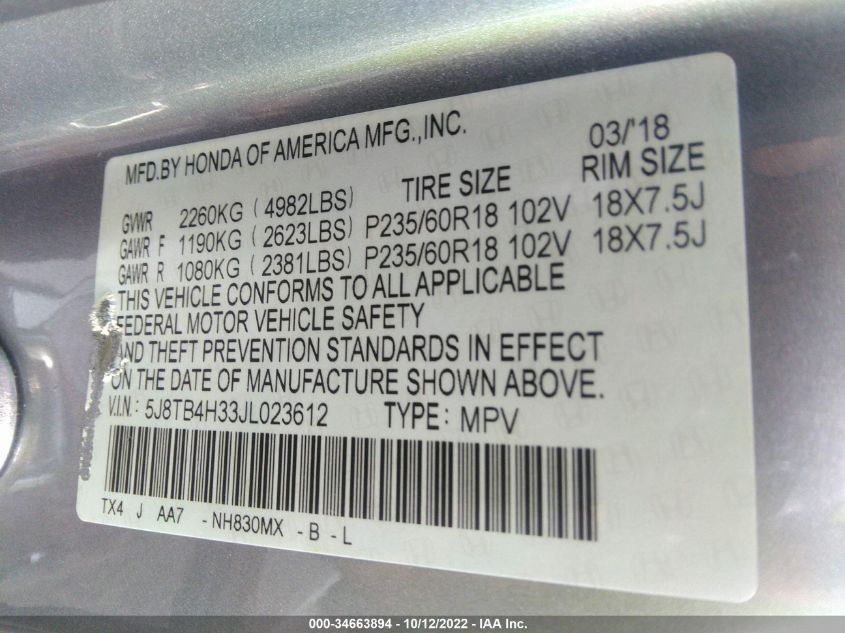 MFD.BY HONDA OF AMERICA MFG.,INC. 03/'18
TIRE SIZE RIM SIZE
GVWR 2260KG (4982LBS)
GAWR F 1190KG (2623LBS) P235/60R18 102V 18X7.5J
GAWR R 1080KG (2381LBS) P235/60R18 102V 18X7.5J
THIS VEHICLE CONFORMS TO ALL APPLICABLE
FEDERAL MOTOR VEHICLE SAFETY
AND THEFT PREVENTION STANDARDS IN EFFECT
ON THE DATE OF MANUFACTURE SHOWN ABOVE.
V.I.N: 5J8TB4H33JL023612 TYPE: MPV
TX4 J AA7 -NH830MX -B -L
000-34663894 - 10/12/2022 - IAA Inc.